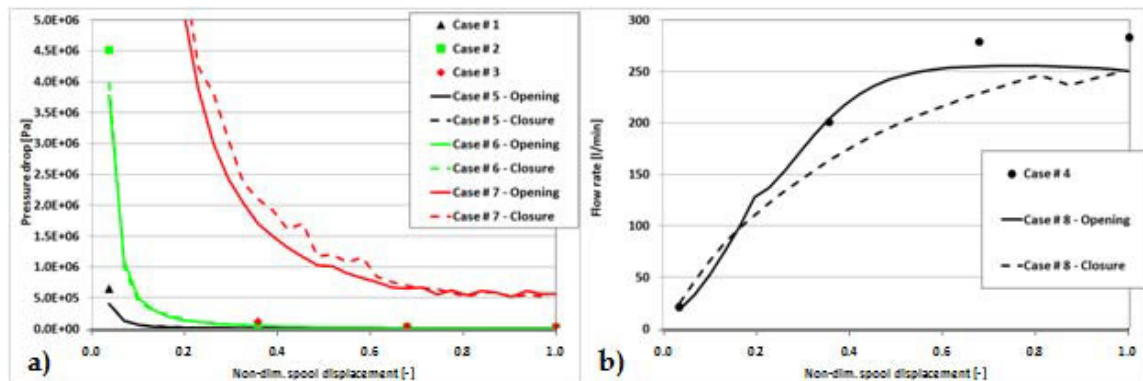 5.0E+06
4.5E+06
4.0E+06
3.5E+06
3.0E+06
2.5E+06
2.0E+06
1.5E+06
1.0E+06
5.0E+05
0.0E+00
Pressure drop [Pa]
0.0 0.2 0.4 0.6 0.8 1.0
Non-dim. spool displacement [-]
a)
Case # 1
Case # 2
Case # 3
Case # 5 - Opening
Case # 5 - Closure
Case # 6 - Opening
Case # 6 - Closure
Case # 7 - Opening
Case # 7 - Closure
300
250
200
150
100
50
0
Flow rate [l/min]
0.0 0.2 0.4 0.6 0.8 1.0
Non-dim. spool displacement [-]
b)
Case # 4
Case # 8 - Opening
Case # 8 - Closure